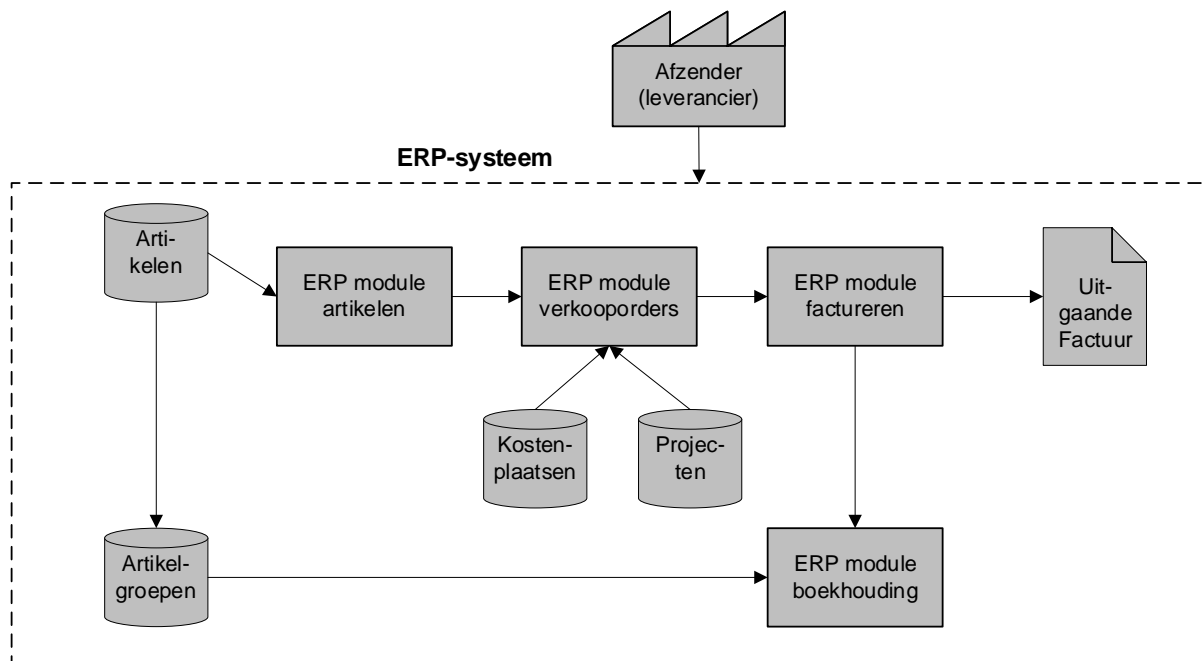 Afzender
(leverancier)
ERP-systeem
Arti-
kelen
ERP module
artikelen
ERP module
verkooporders
ERP module
factureren
Uit-
gaande
Factuur
Kosten-
plaatsen
Projec-
ten
Artikel-
groepen
ERP module
boekhouding